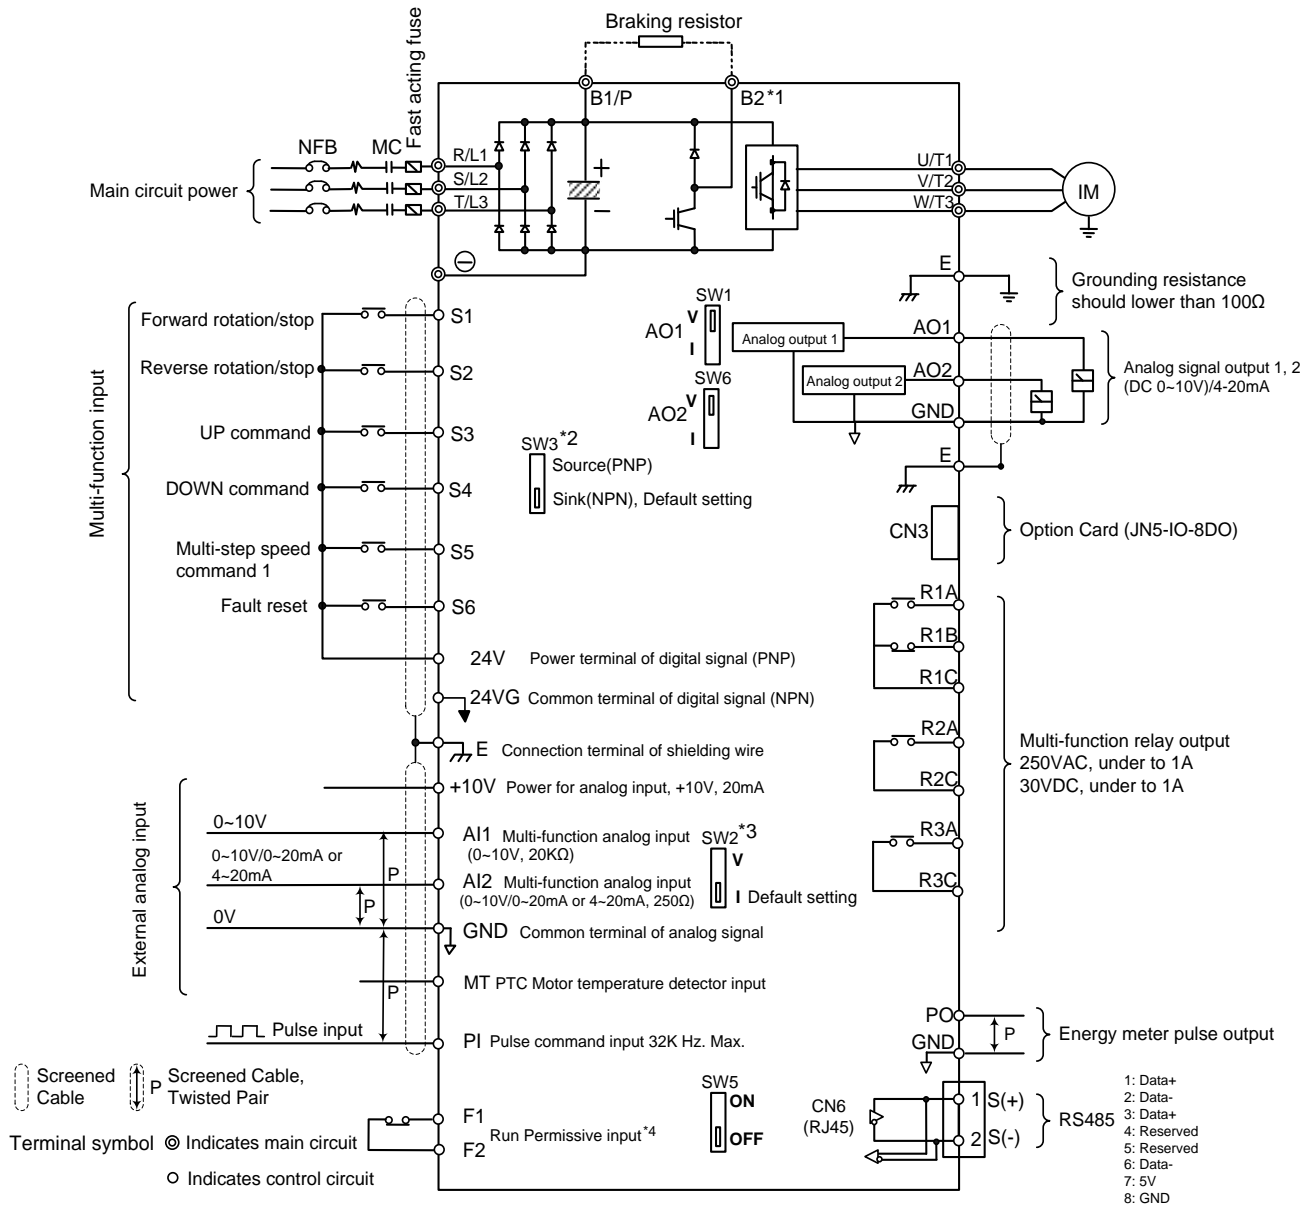 Braking resistor
Fast acting fuse
B1/P
B2*1
NFB
MC
R/L1
S/L2
T/L3
Main circuit power
+
−
−
U/T1
V/T2
W/T3
IM
E
Grounding resistance
should lower than 100Ω
Multi-function input
Forward rotation/stop
S1
Reverse rotation/stop
S2
UP command
S3
DOWN command
S4
Multi-step speed
command 1
S5
Fault reset
S6
24V Power terminal of digital signal (PNP)
24VG Common terminal of digital signal (NPN)
E Connection terminal of shielding wire
SW1
V
AO1
I
SW6
V
AO2
I
SW3*2
Source(PNP)
Sink(NPN), Default setting
Analog output 1
AO1
Analog output 2
AO2
GND
E
Analog signal output 1, 2
(DC 0~10V)/4-20mA
CN3
Option Card (JN5-IO-8DO)
R1A
R1B
R1C
R2A
R2C
R3A
R3C
Multi-function relay output
250VAC, under to 1A
30VDC, under to 1A
External analog input
+10V Power for analog input, +10V, 20mA
0~10V
AI1 Multi-function analog input
(0~10V, 20KΩ)
0~10V/0~20mA or
4~20mA
P
AI2 Multi-function analog input
(0~10V/0~20mA or 4~20mA, 250Ω)
P
0V
GND Common terminal of analog signal
SW2*3
V
I Default setting
MT PTC Motor temperature detector input
P
Pulse input
PI Pulse command input 32K Hz. Max.
PO
P
GND
Energy meter pulse output
Screened
Cable
P
Screened Cable,
Twisted Pair
Terminal symbol
Indicates main circuit
Indicates control circuit
F1
F2
Run Permissive input*4
SW5
ON
OFF
CN6
(RJ45)
1
S(+)
2
S(-)
RS485
1: Data+
2: Data-
3: Data+
4: Reserved
5: Reserved
6: Data-
7: 5V
8: GND